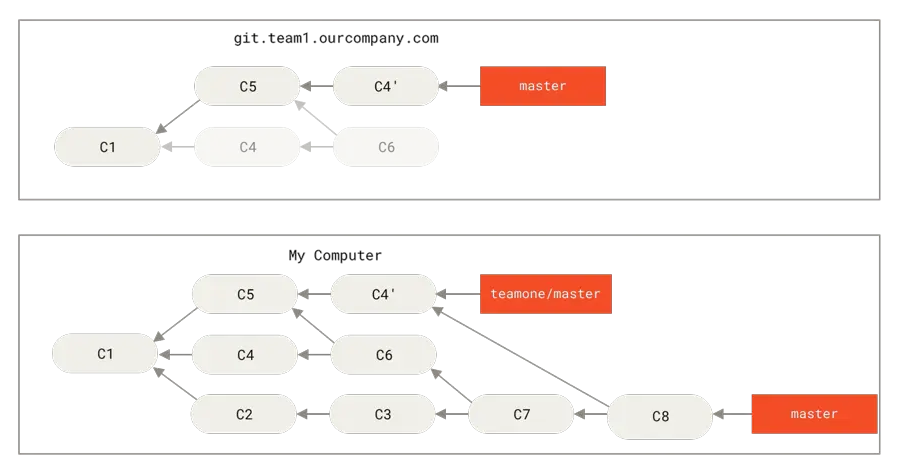 git.team1.ourcompany.com
C5
C4'
master
C1
C4
C6
My Computer
C5
C4'
teamone/master
C1
C4
C6
C2
C3
C7
C8
master